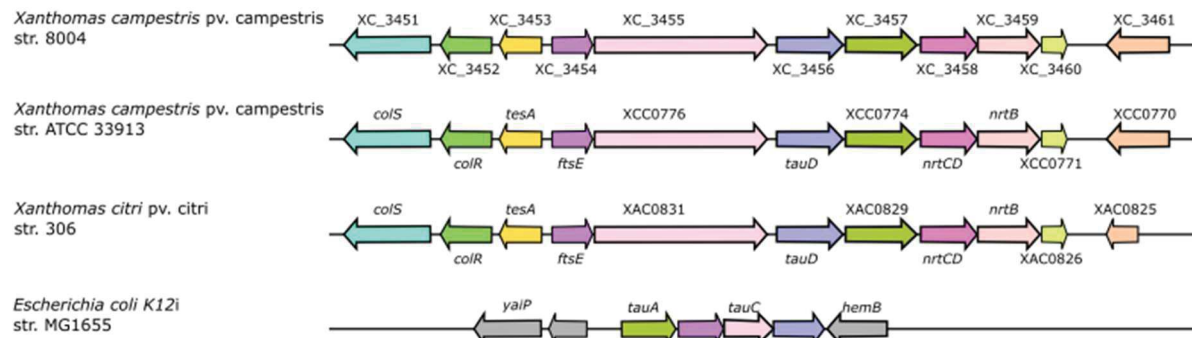 Xanthomas campestris pv. campestris
str. 8004
XC_3451 XC_3453 XC_3455 XC_3457 XC_3459 XC_3461
XC_3452 XC_3454 XC_3456 XC_3458 XC_3460
Xanthomas campestris pv. campestris
str. ATCC 33913
colS tesA XCC0776 XCC0774 nrtB XCC0770
colR ftsE tauD nrtCD XCC0771
Xanthomas citri pv. citri
str. 306
colS tesA XAC0831 XAC0829 nrtB XAC0825
colR ftsE tauD nrtCD XAC0826
Escherichia coli K12i
str. MG1655
yaiP tauA tauC hemB